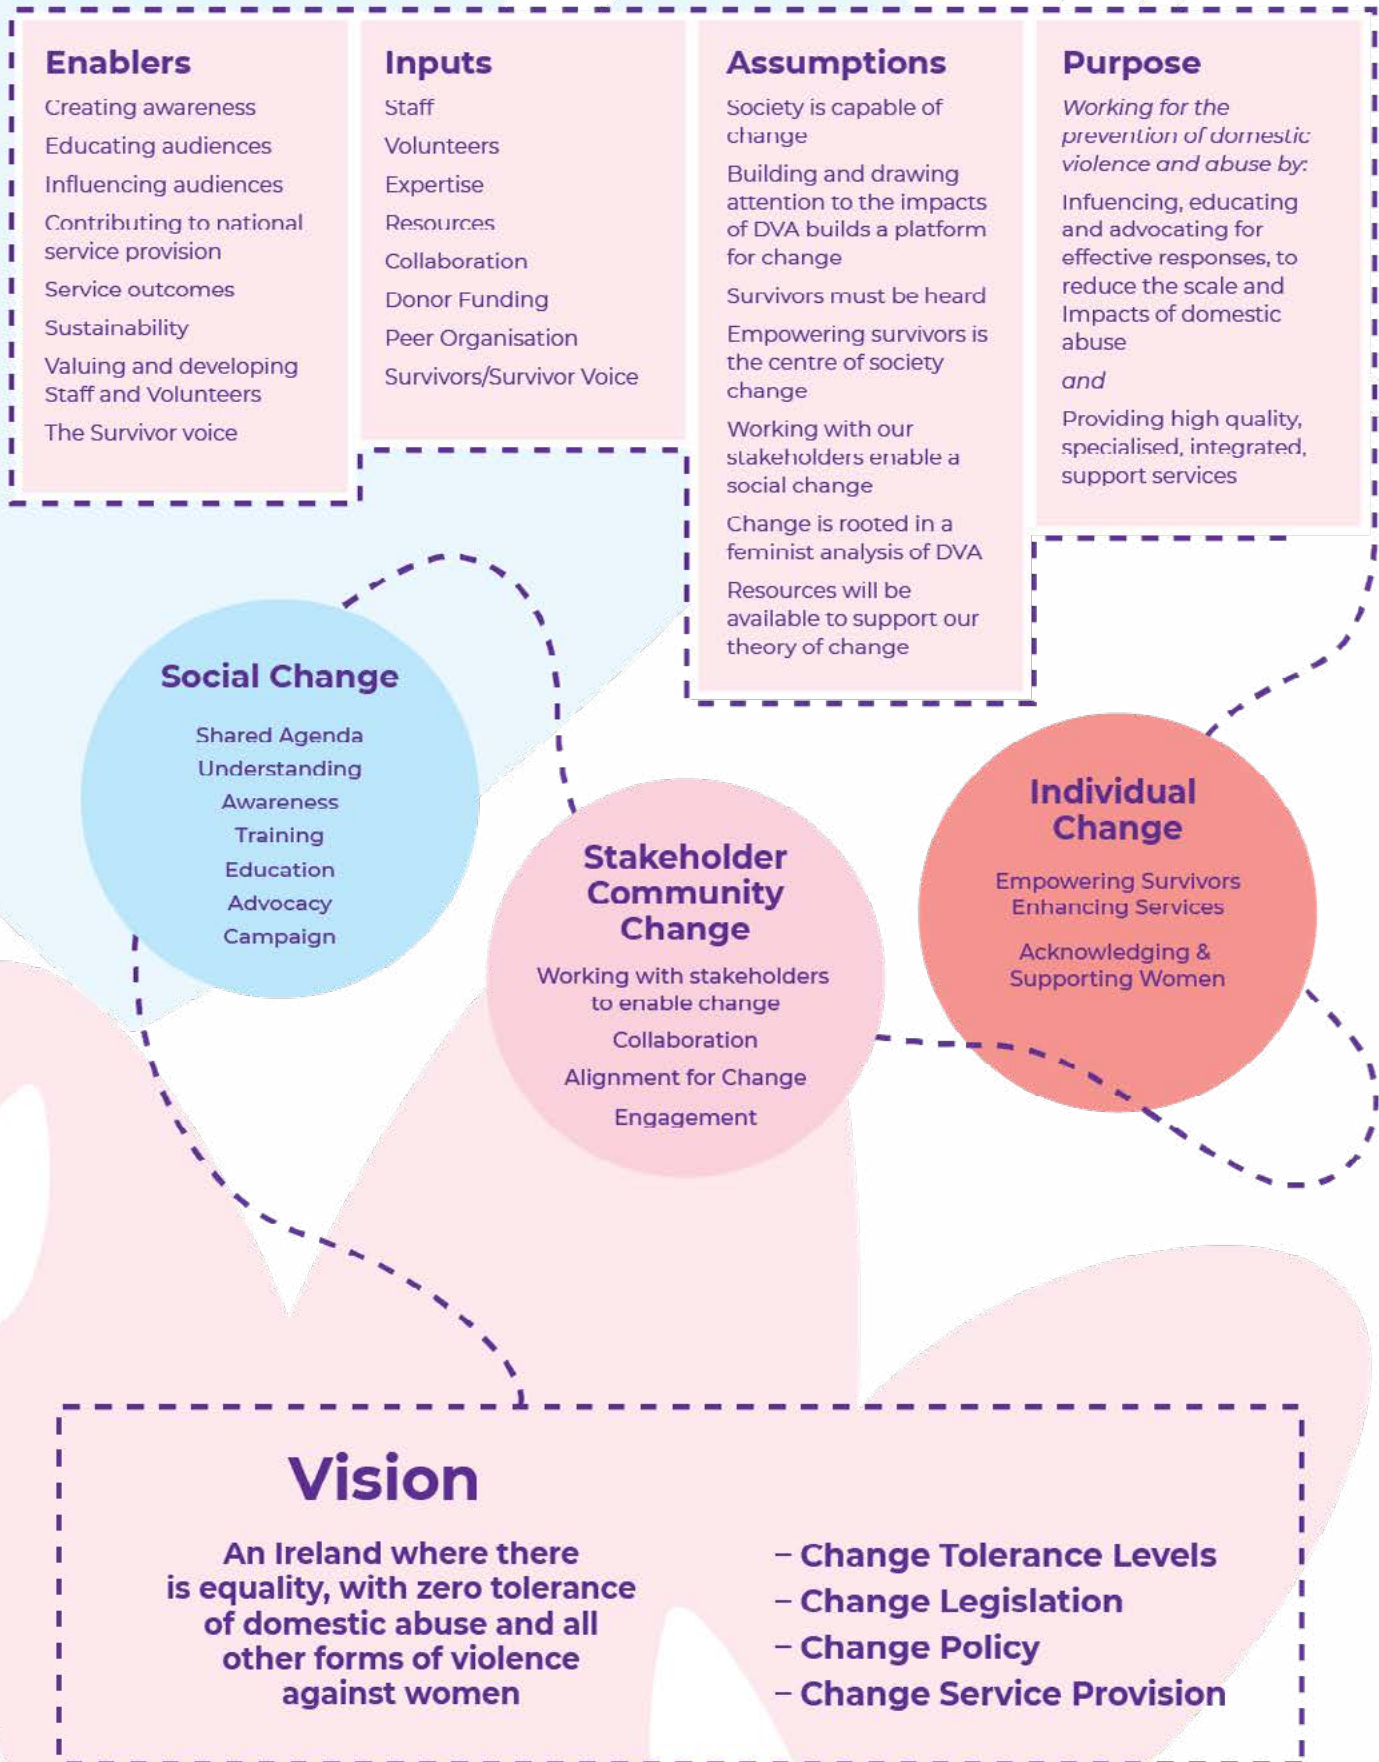 Enablers
Creating awareness
Educating audiences
Influencing audiences
Contributing to national
service provision
Service outcomes
Sustainability
Valuing and developing
Staff and Volunteers
The Survivor voice
Inputs
Staff
Volunteers
Expertise
Resources
Collaboration
Donor Funding
Peer Organisation
Survivors/Survivor Voice
Assumptions
Society is capable of
change
Building and drawing
attention to the impacts
of DVA builds a platform
for change
Survivors must be heard
Empowering survivors is
the centre of society
change
Working with our
stakeholders enable a
social change
Change is rooted in a
feminist analysis of DVA
Resources will be
available to support our
theory of change
Purpose
Working for the
prevention of domestic
violence and abuse by:
Infuencing, educating
and advocating for
effective responses, to
reduce the scale and
Impacts of domestic
abuse
and
Providing high quality,
specialised, integrated,
support services
Social Change
Shared Agenda
Understanding
Awareness
Training
Education
Advocacy
Campaign
Stakeholder
Community
Change
Working with stakeholders
to enable change
Collaboration
Alignment for Change
Engagement
Individual
Change
Empowering Survivors
Enhancing Services
Acknowledging &
Supporting Women
Vision
An Ireland where there
is equality, with zero tolerance
of domestic abuse and all
other forms of violence
against women
– Change Tolerance Levels
– Change Legislation
– Change Policy
– Change Service Provision